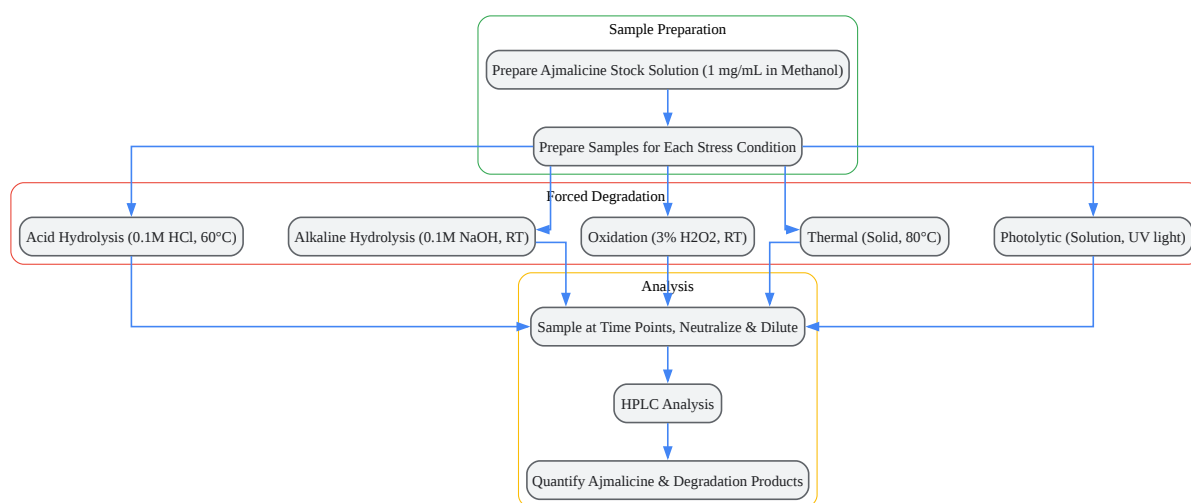 Sample Preparation
Prepare Ajmalicine Stock Solution (1 mg/mL in Methanol)
Prepare Samples for Each Stress Condition
Forced Degradation
Acid Hydrolysis (0.1M HCl, 60°C)
Alkaline Hydrolysis (0.1M NaOH, RT)
Oxidation (3% H2O2, RT)
Thermal (Solid, 80°C)
Photolytic (Solution, UV light)
Analysis
Sample at Time Points, Neutralize & Dilute
HPLC Analysis
Quantify Ajmalicine & Degradation Products